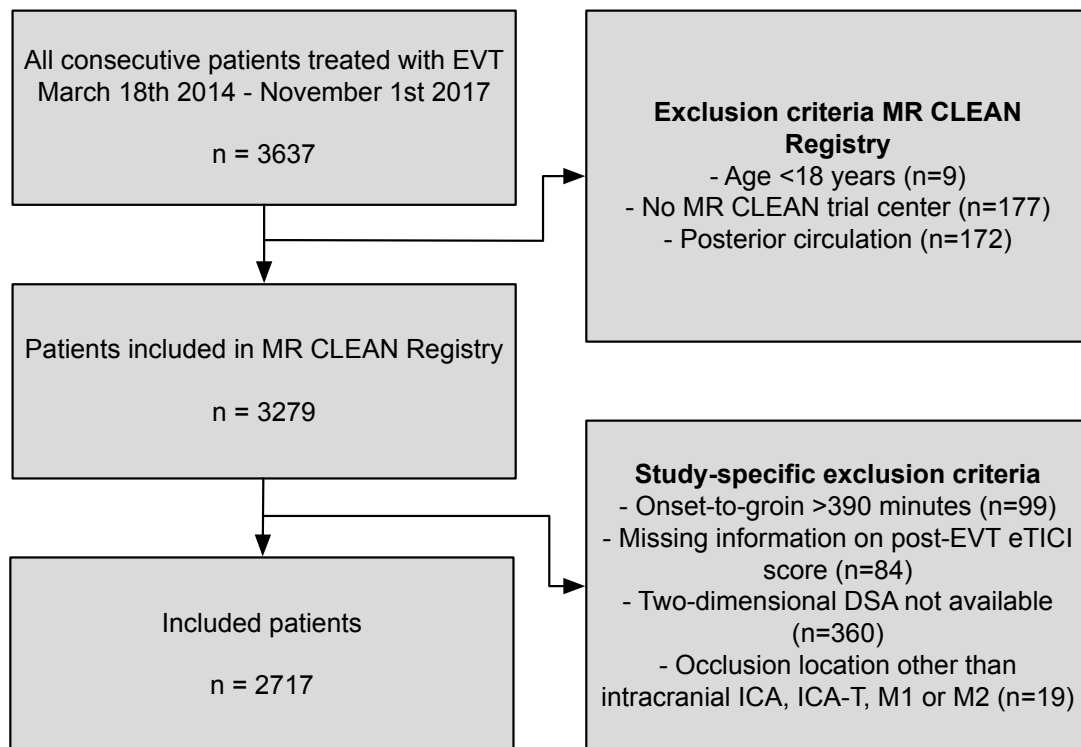 All consecutive patients treated with EVT
March 18th 2014 - November 1st 2017
n = 3637
Exclusion criteria MR CLEAN
Registry
- Age <18 years (n=9)
- No MR CLEAN trial center (n=177)
- Posterior circulation (n=172)
Patients included in MR CLEAN Registry
n = 3279
Study-specific exclusion criteria
- Onset-to-groin >390 minutes (n=99)
- Missing information on post-EVT eTICI
score (n=84)
- Two-dimensional DSA not available
(n=360)
- Occlusion location other than
intracranial ICA, ICA-T, M1 or M2 (n=19)
Included patients
n = 2717